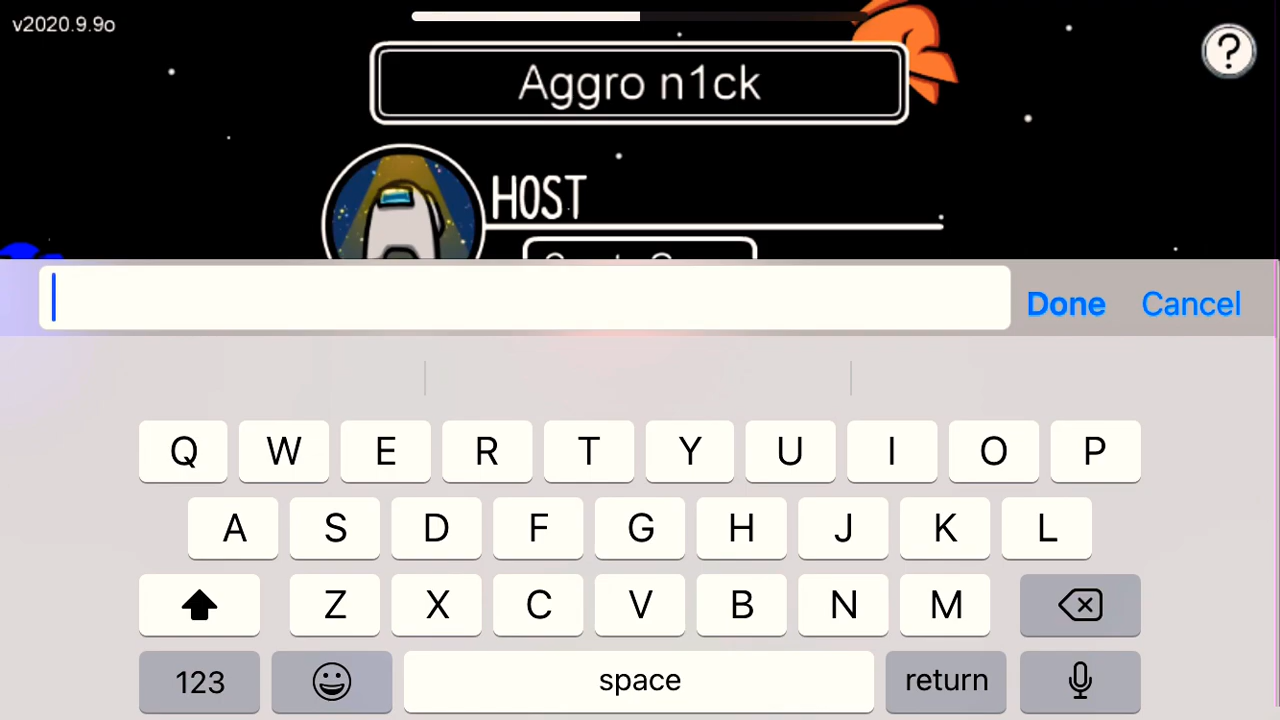 v2020.9.9o
?
Aggro n1ck
HOST
Done Cancel
Q W E R T Y U I O P
A S D F G H J K L
Z X C V B N M
123 space return